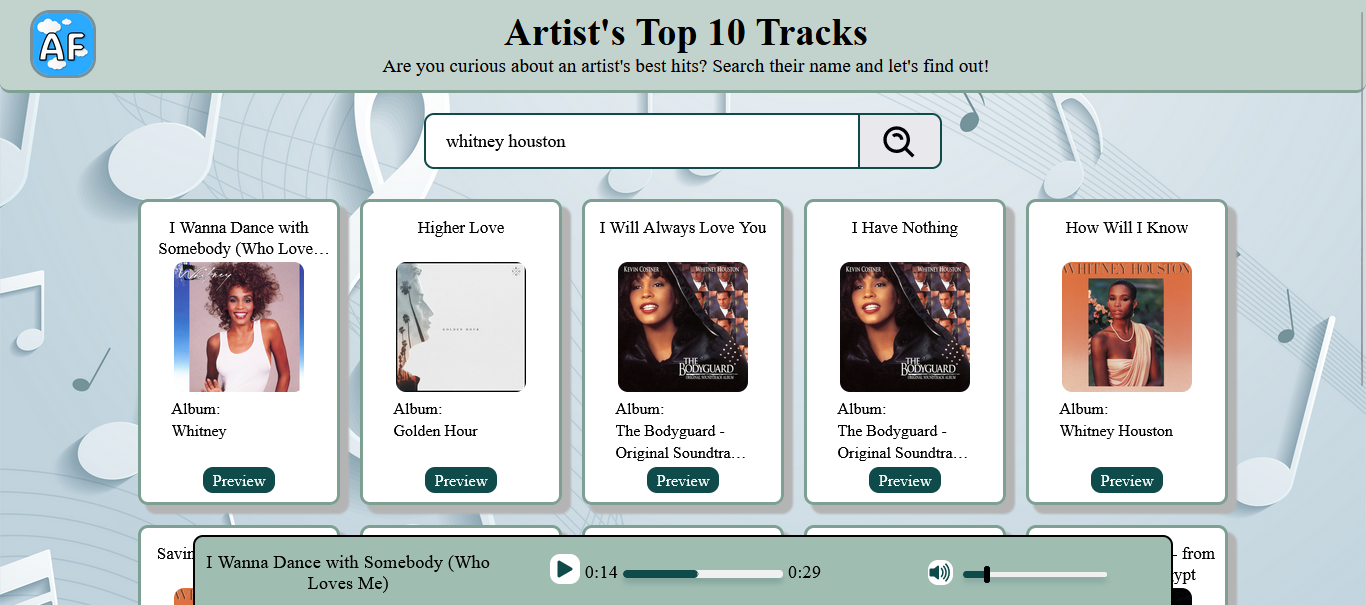 AF
Artist's Top 10 Tracks
Are you curious about an artist's best hits? Search their name and let's find out!
whitney houston
I Wanna Dance with
Somebody (Who Love…
Whitney
Album:
Whitney
Preview
Higher Love
GOLDEN HOUR
Album:
Golden Hour
Preview
I Will Always Love You
KEVIN COSTNER WHITNEY HOUSTON
THE
BODYGUARD
ORIGINAL SOUNDTRACK ALBUM
Album:
The Bodyguard -
Original Soundtra…
Preview
I Have Nothing
KEVIN COSTNER WHITNEY HOUSTON
THE
BODYGUARD
ORIGINAL SOUNDTRACK ALBUM
Album:
The Bodyguard -
Original Soundtra…
Preview
How Will I Know
WHITNEY HOUSTON
Album:
Whitney Houston
Preview
- from
I Wanna Dance with Somebody (Who
Loves Me)
0:14
0:29